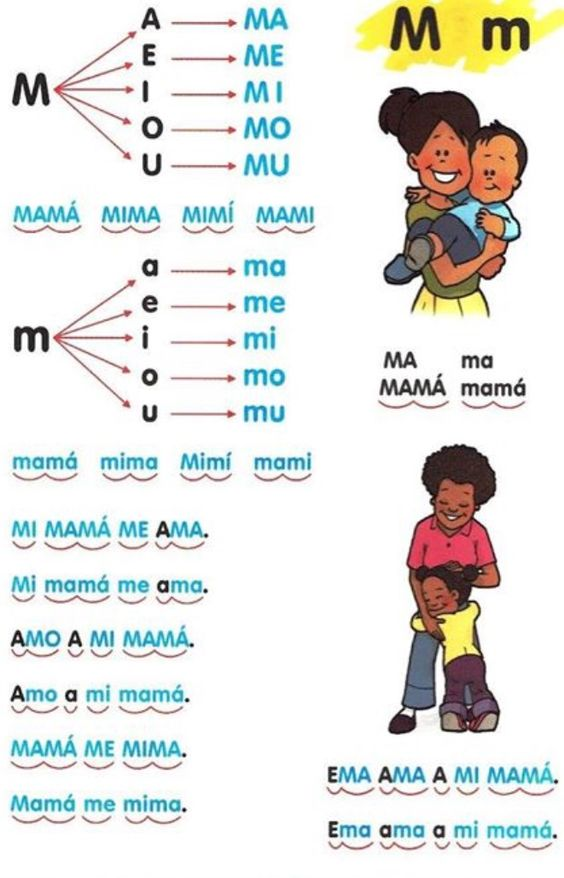 M m
M
A MA
E ME
I MI
O MO
U MU
MAMÁ MIMA MIMÍ MAMI
m
a ma
e me
i mi
o mo
u mu
MA ma
MAMÁ mamá
mamá mima Mimí mami
MI MAMÁ ME AMA.
Mi mamá me ama.
AMO A MI MAMÁ.
Amo a mi mamá.
MAMÁ ME MIMA.
Mamá me mima.
EMA AMA A MI MAMÁ.
Ema ama a mi mamá.